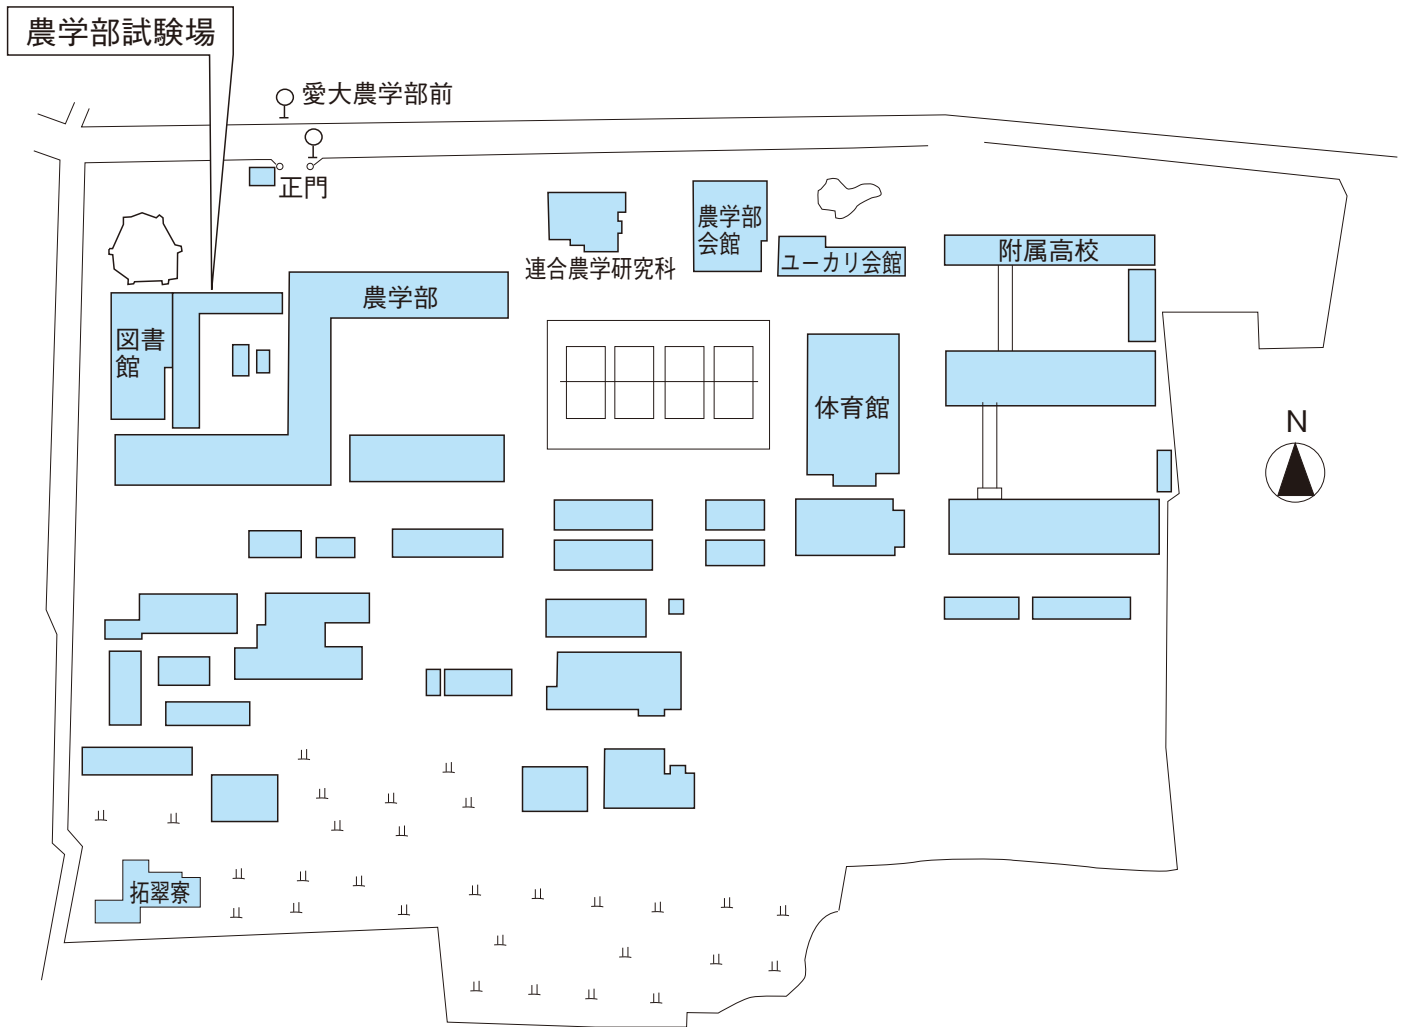 農学部試験場
愛大農学部前
正門
連合農学研究科
農学部
会館
ユーカリ会館
附属高校
農学部
図書
館
体育館
N
拓翠寮